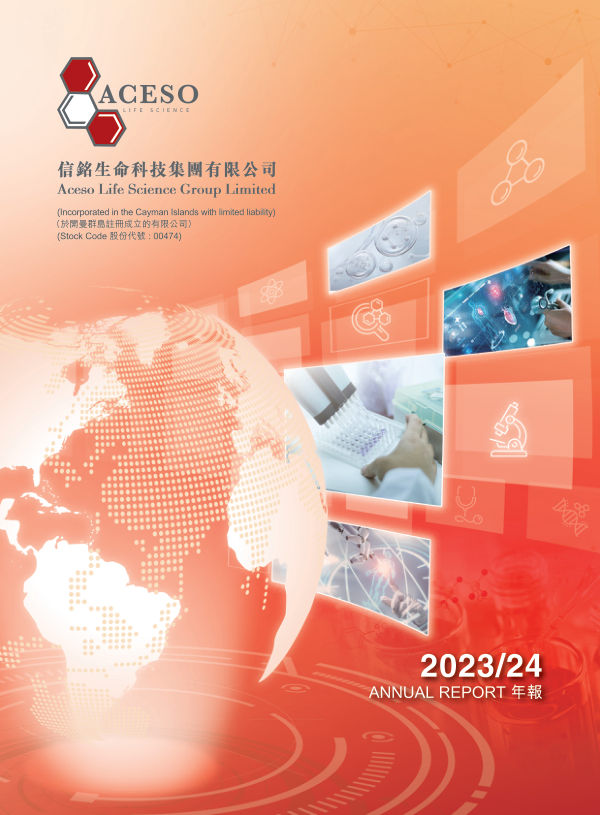 ACESO
LIFE SCIENCE
信銘生命科技集團有限公司
Aceso Life Science Group Limited
(Incorporated in the Cayman Islands with limited liability)
（於開曼群島註冊成立的有限公司）
(Stock Code 股份代號 : 00474)
2023/24
ANNUAL REPORT 年報